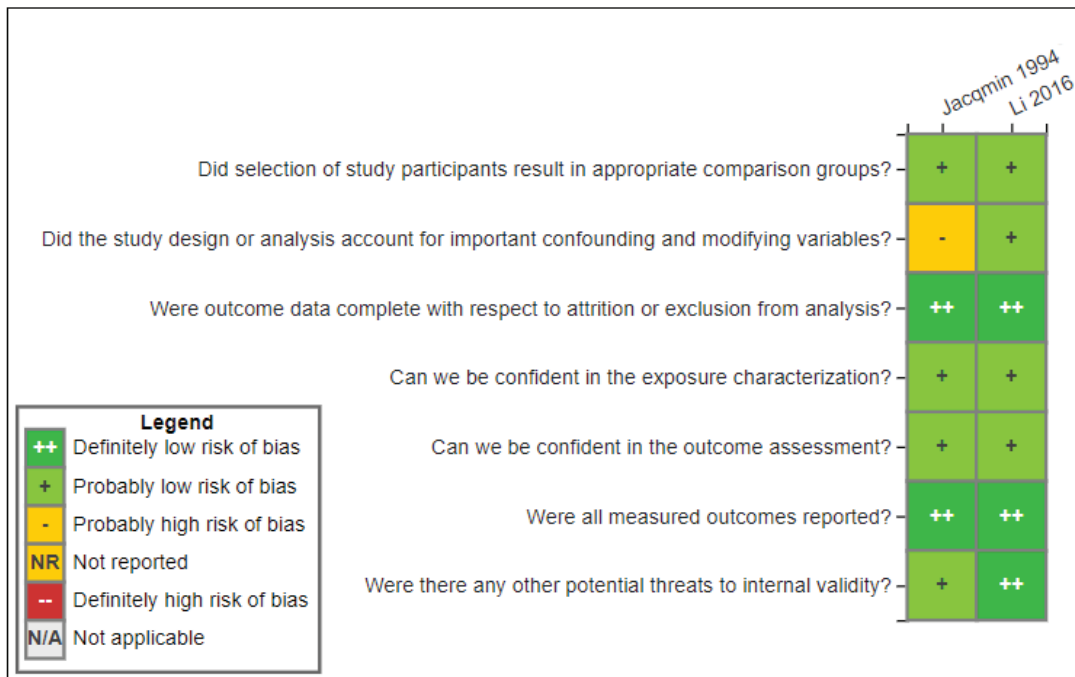 Jacqmin 1994
Li 2016
Did selection of study participants result in appropriate comparison groups? + +
Did the study design or analysis account for important confounding and modifying variables? - +
Were outcome data complete with respect to attrition or exclusion from analysis? ++ ++
Can we be confident in the exposure characterization? + +
Can we be confident in the outcome assessment? + +
Were all measured outcomes reported? ++ ++
Were there any other potential threats to internal validity? + ++
Legend
++ Definitely low risk of bias
+ Probably low risk of bias
- Probably high risk of bias
NR Not reported
-- Definitely high risk of bias
N/A Not applicable